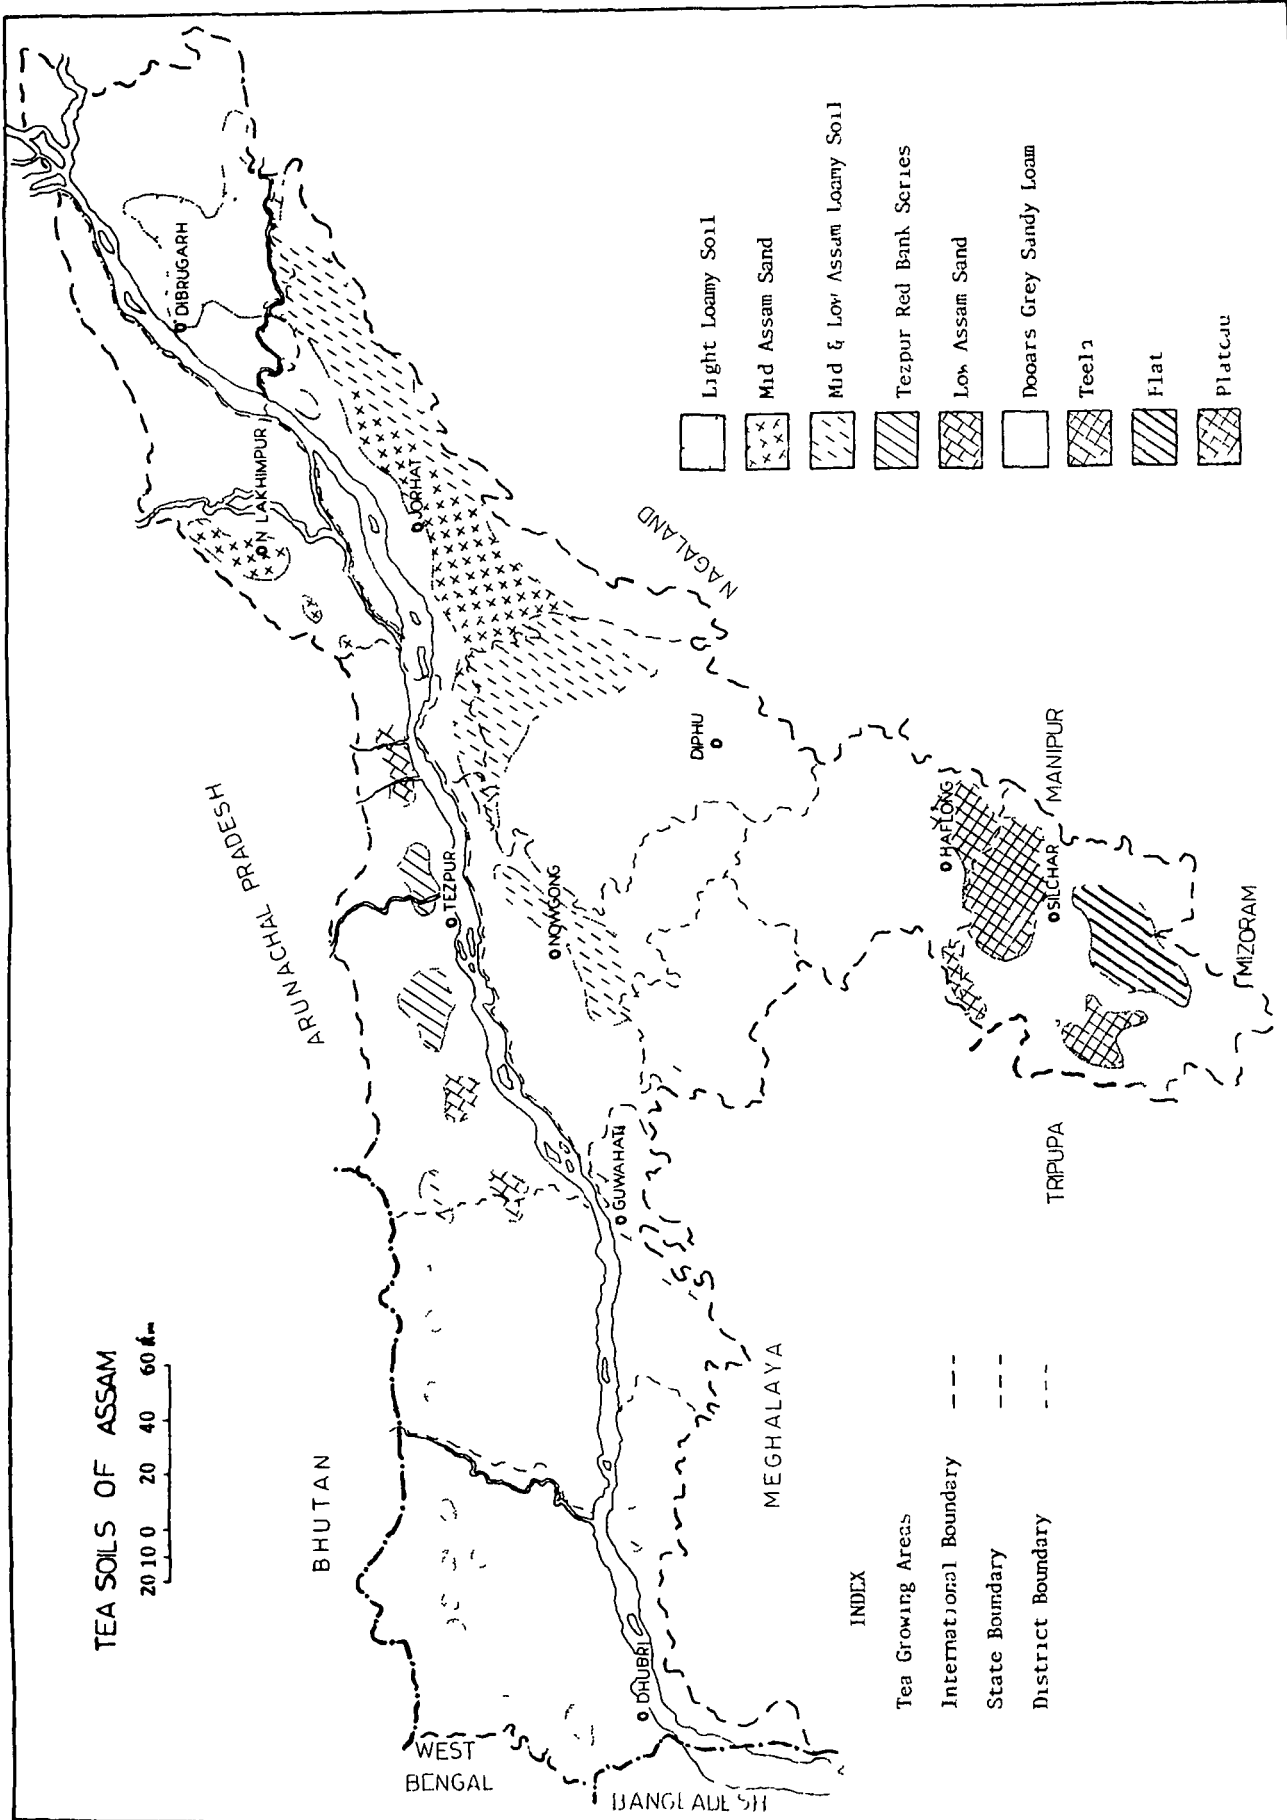 TEA SOILS OF ASSAM
20 10 0 20 40 60 km
BHUTAN
ARUNACHAL PRADESH
WEST
BENGAL
BANGLADESH
DHUBRI
GUWAHATI
MEGHALAYA
TEZPUR
NOWGONG
N LAKHIMPUR
DIBRUGARH
JORHAT
NAGALAND
DIPHU
HAFLONG
MANIPUR
SILCHAR
MIZORAM
TRIPUPA
INDEX
Tea Growing Areas
International Boundary
State Boundary
District Boundary
Light Loamy Soil
Mid Assam Sand
Mid & Low Assam Loamy Soil
Tezpur Red Bank Series
Low Assam Sand
Dooars Grey Sandy Loam
Teela
Flat
Plateau